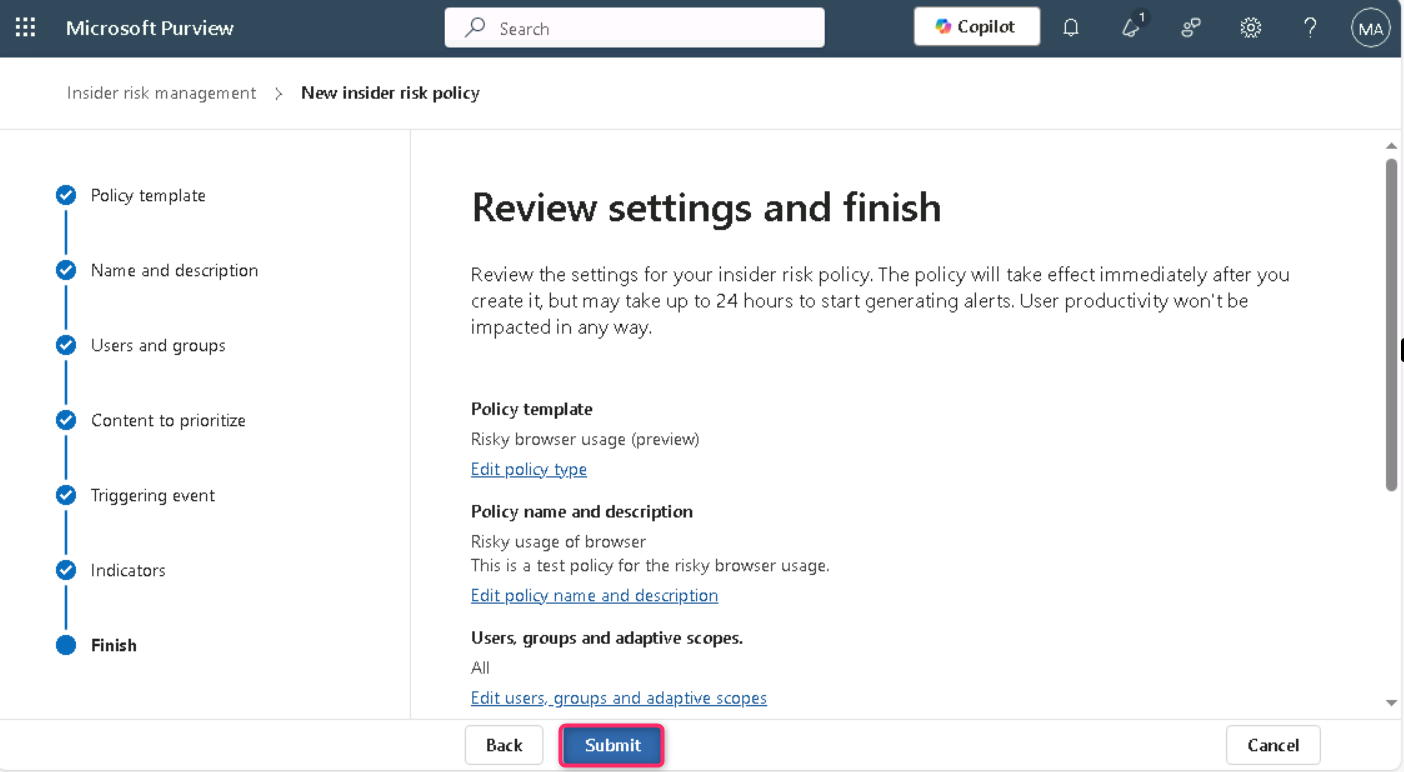 Microsoft Purview
Search
Copilot
1
?
MA
Insider risk management > New insider risk policy
Policy template
Name and description
Users and groups
Content to prioritize
Triggering event
Indicators
Finish
Review settings and finish
Review the settings for your insider risk policy. The policy will take effect immediately after you
create it, but may take up to 24 hours to start generating alerts. User productivity won't be
impacted in any way.
Policy template
Risky browser usage (preview)
Edit policy type
Policy name and description
Risky usage of browser
This is a test policy for the risky browser usage.
Edit policy name and description
Users, groups and adaptive scopes.
All
Edit users, groups and adaptive scopes
Back
Submit
Cancel